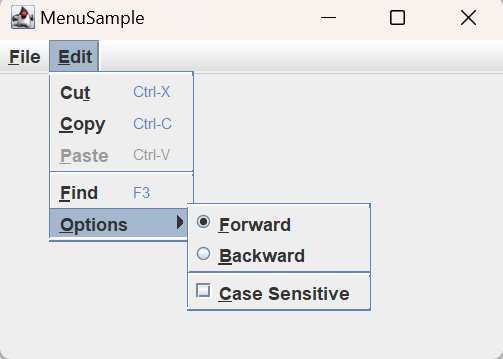 MenuSample
File Edit
Cut Ctrl-X
Copy Ctrl-C
Paste Ctrl-V
Find F3
Options
Forward
Backward
Case Sensitive